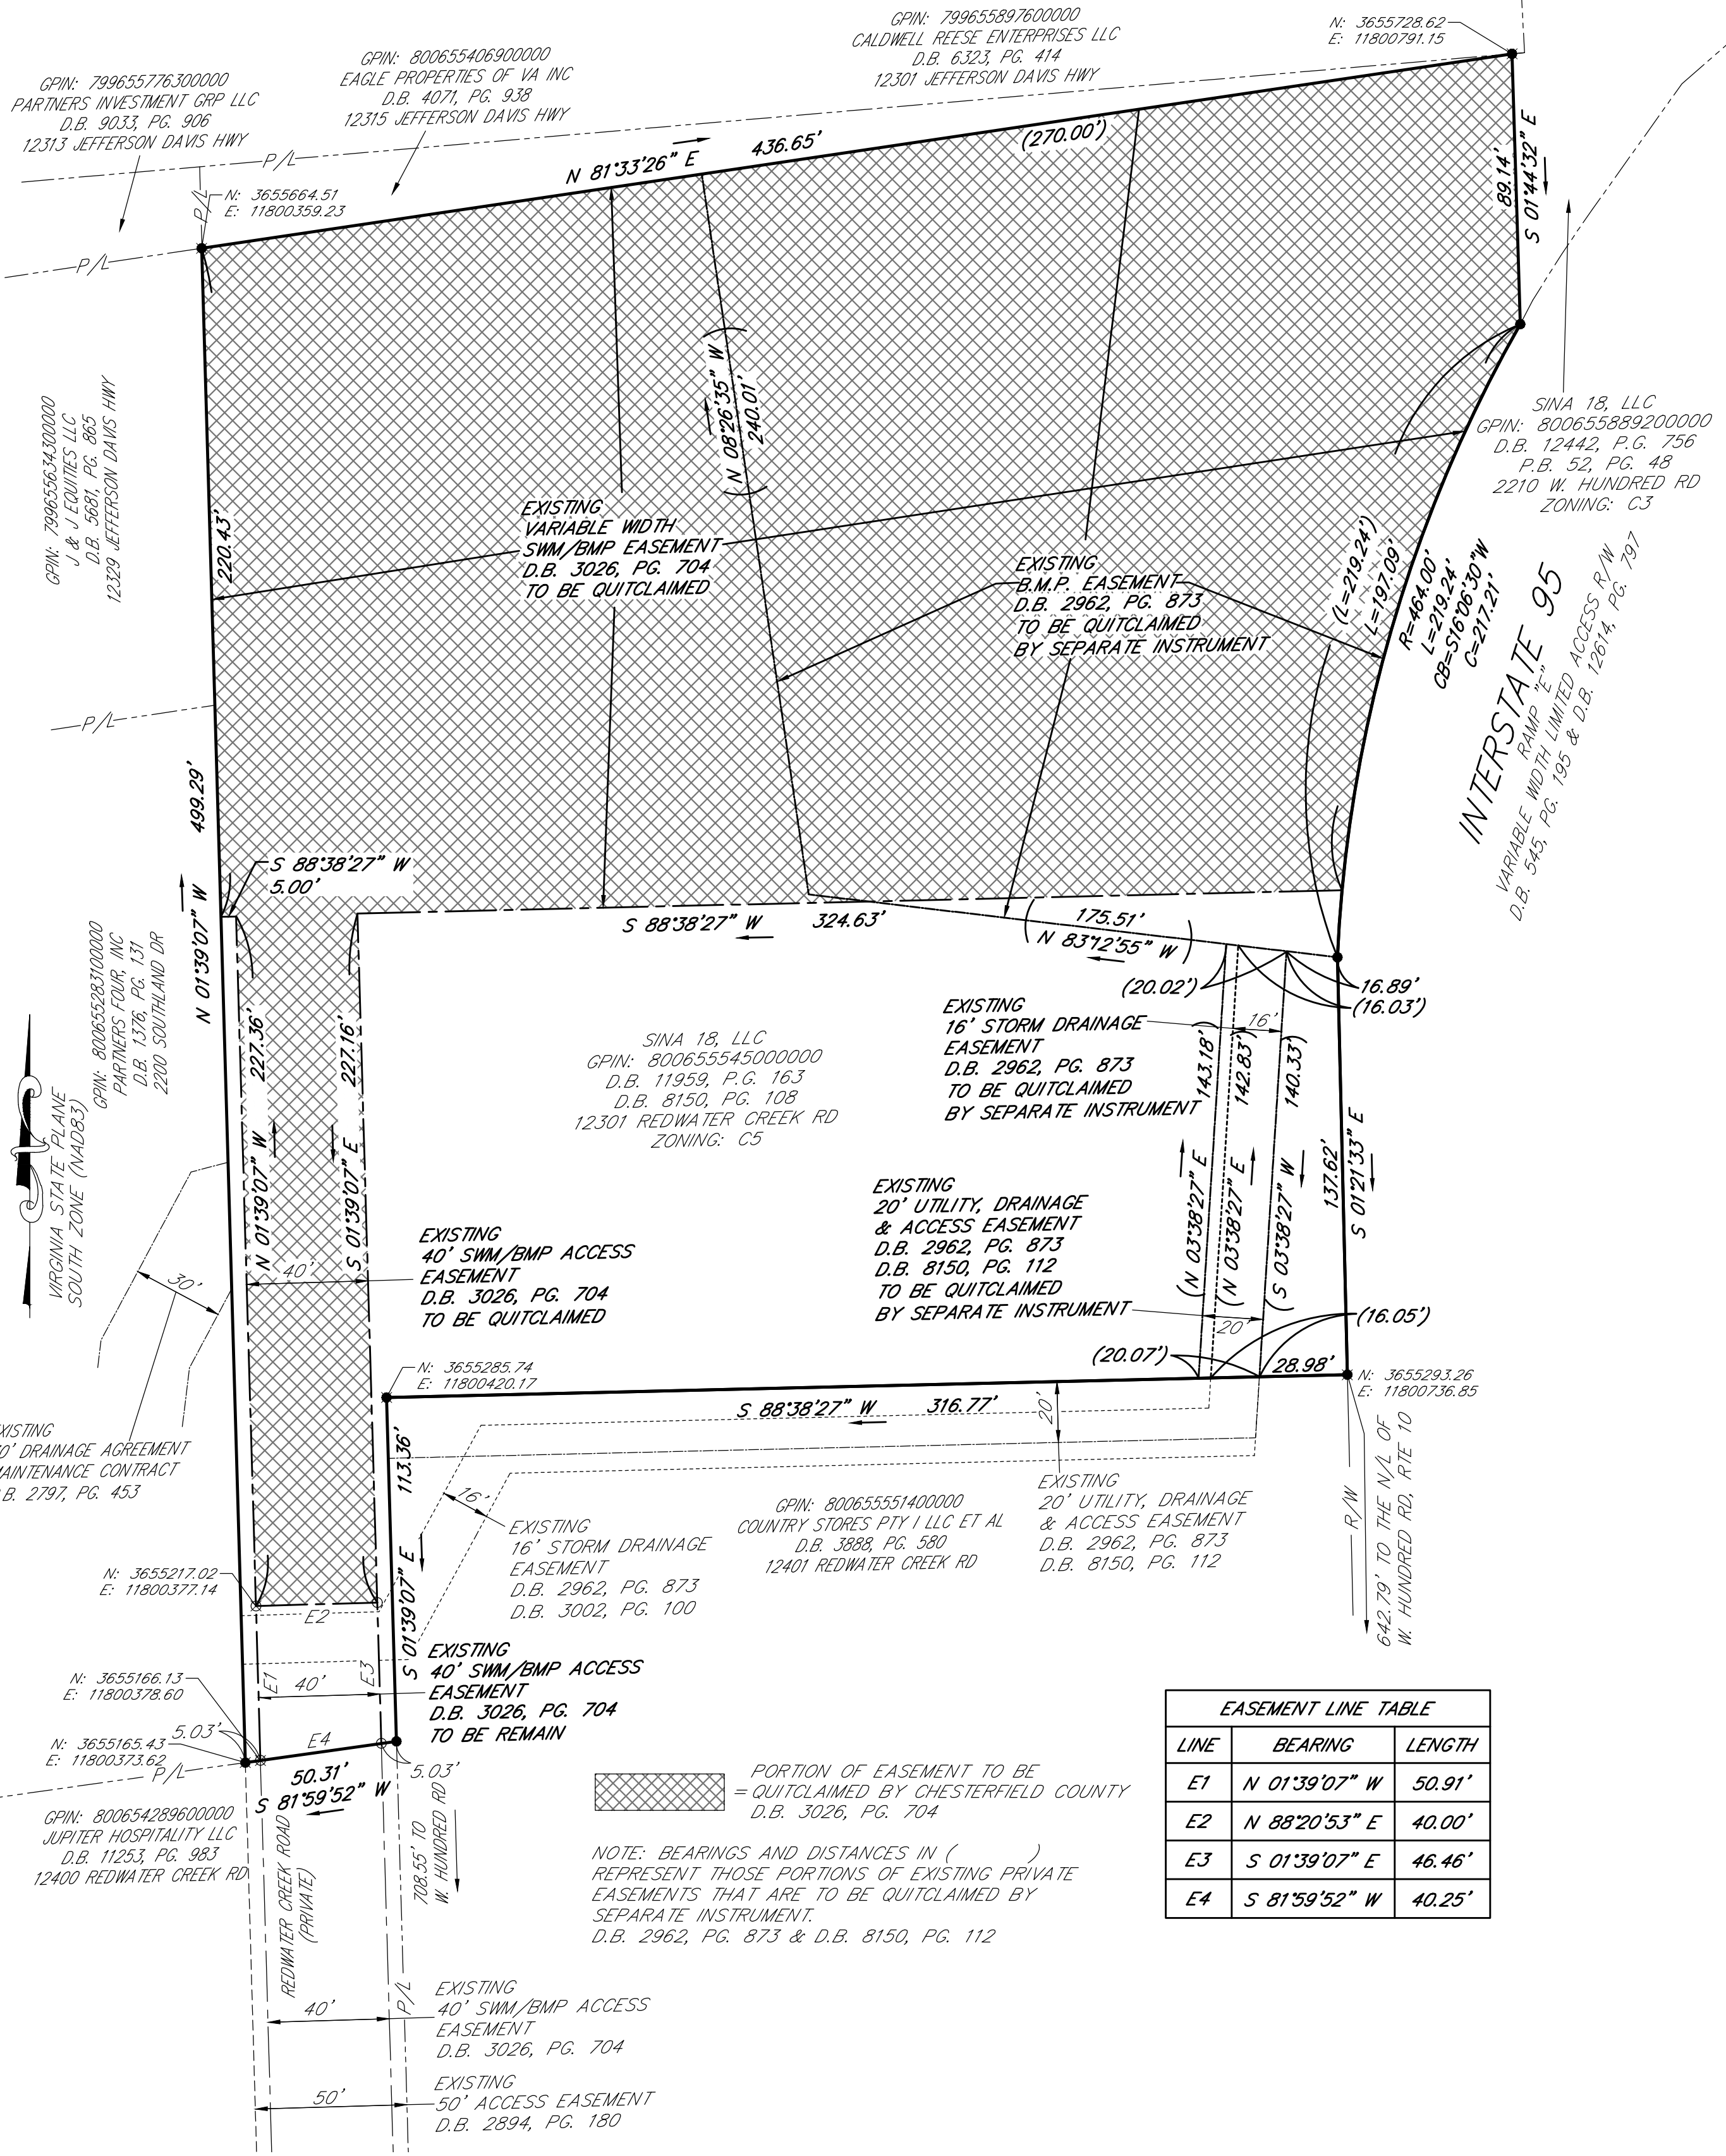 GPIN: 799655897600000
CALDWELL REESE ENTERPRISES LLC
D.B. 6323, PG. 414
12301 JEFFERSON DAVIS HWY
N: 3655728.62
E: 11800791.15
GPIN: 800655406900000
EAGLE PROPERTIES OF VA INC
D.B. 4071, PG. 938
12315 JEFFERSON DAVIS HWY
GPIN: 799655776300000
PARTNERS INVESTMENT GRP LLC
D.B. 9033, PG. 906
12313 JEFFERSON DAVIS HWY
P/L
P/L
N 81°33'26" E
436.65'
(270.00')
N: 3655664.51
E: 11800359.23
P/L
89.14'
S 01°44'32" E
(N 08°26'35" W)
240.01'
SINA 18, LLC
GPIN: 800655889200000
D.B. 12442, P.G. 756
P.B. 52, PG. 48
2210 W. HUNDRED RD
ZONING: C3
GPIN: 799655634300000
J & J EQUITIES LLC
D.B. 5681, PG. 865
12329 JEFFERSON DAVIS HWY
220.43'
EXISTING
VARIABLE WIDTH
SWM/BMP EASEMENT
D.B. 3026, PG. 704
TO BE QUITCLAIMED
EXISTING
B.M.P. EASEMENT
D.B. 2962, PG. 873
TO BE QUITCLAIMED
BY SEPARATE INSTRUMENT
(L=219.24')
L=197.09'
R=464.00'
L=219.24'
CB=S16°06'30"W
C=217.21'
INTERSTATE 95
RAMP "E"
VARIABLE WIDTH LIMITED ACCESS R/W
D.B. 545, PG. 195 & D.B. 12614, PG. 797
P/L
499.29'
N 01°39'07" W
S 88°38'27" W
5.00'
S 88°38'27" W
324.63'
175.51'
(N 83°12'55" W)
(20.02')
16.89'
(16.03')
GPIN: 800655283100000
PARTNERS FOUR, INC
D.B. 1376, PG. 131
2200 SOUTHLAND DR
227.36'
N 01°39'07" W
227.16'
S 01°39'07" E
SINA 18, LLC
GPIN: 800655545000000
D.B. 11959, P.G. 163
D.B. 8150, PG. 108
12301 REDWATER CREEK RD
ZONING: C5
EXISTING
16' STORM DRAINAGE
EASEMENT
D.B. 2962, PG. 873
TO BE QUITCLAIMED
BY SEPARATE INSTRUMENT
16'
143.18'
(N 03°38'27" E)
142.83'
(N 03°38'27" E)
140.33'
(S 03°38'27" W)
137.62'
S 01°21'33" E
VIRGINIA STATE PLANE
SOUTH ZONE (NAD83)
30'
EXISTING
40' SWM/BMP ACCESS
EASEMENT
D.B. 3026, PG. 704
TO BE QUITCLAIMED
40'
EXISTING
20' UTILITY, DRAINAGE
& ACCESS EASEMENT
D.B. 2962, PG. 873
D.B. 8150, PG. 112
TO BE QUITCLAIMED
BY SEPARATE INSTRUMENT
20'
(16.05')
(20.07')
28.98'
N: 3655285.74
E: 11800420.17
N: 3655293.26
E: 11800736.85
S 88°38'27" W
316.77'
20'
DRAINAGE AGREEMENT
CONTRACT
PG. 453
113.36'
S 01°39'07" E
16'
EXISTING
16' STORM DRAINAGE
EASEMENT
D.B. 2962, PG. 873
D.B. 3002, PG. 100
GPIN: 800655551400000
COUNTRY STORES PTY I LLC ET AL
D.B. 3888, PG. 580
12401 REDWATER CREEK RD
EXISTING
20' UTILITY, DRAINAGE
& ACCESS EASEMENT
D.B. 2962, PG. 873
D.B. 8150, PG. 112
R/W
642.79' TO THE N/L OF
W. HUNDRED RD, RTE 10
N: 3655217.02
E: 11800377.14
E2
EXISTING
40' SWM/BMP ACCESS
EASEMENT
D.B. 3026, PG. 704
TO BE REMAIN
N: 3655166.13
E: 11800378.60
E1
40'
E3
5.03'
N: 3655165.43
E: 11800373.62
E4
P/L
50.31'
S 81°59'52" W
5.03'
708.55' TO
W. HUNDRED RD
GPIN: 800654289600000
JUPITER HOSPITALITY LLC
D.B. 11253, PG. 983
12400 REDWATER CREEK RD
REDWATER CREEK ROAD
(PRIVATE)
PORTION OF EASEMENT TO BE
= QUITCLAIMED BY CHESTERFIELD COUNTY
D.B. 3026, PG. 704
NOTE: BEARINGS AND DISTANCES IN ( )
REPRESENT THOSE PORTIONS OF EXISTING PRIVATE
EASEMENTS THAT ARE TO BE QUITCLAIMED BY
SEPARATE INSTRUMENT.
D.B. 2962, PG. 873 & D.B. 8150, PG. 112
EASEMENT LINE TABLE
LINE BEARING LENGTH
E1 N 01°39'07" W 50.91'
E2 N 88°20'53" E 40.00'
E3 S 01°39'07" E 46.46'
E4 S 81°59'52" W 40.25'
P/L
40'
EXISTING
40' SWM/BMP ACCESS
EASEMENT
D.B. 3026, PG. 704
50'
EXISTING
50' ACCESS EASEMENT
D.B. 2894, PG. 180